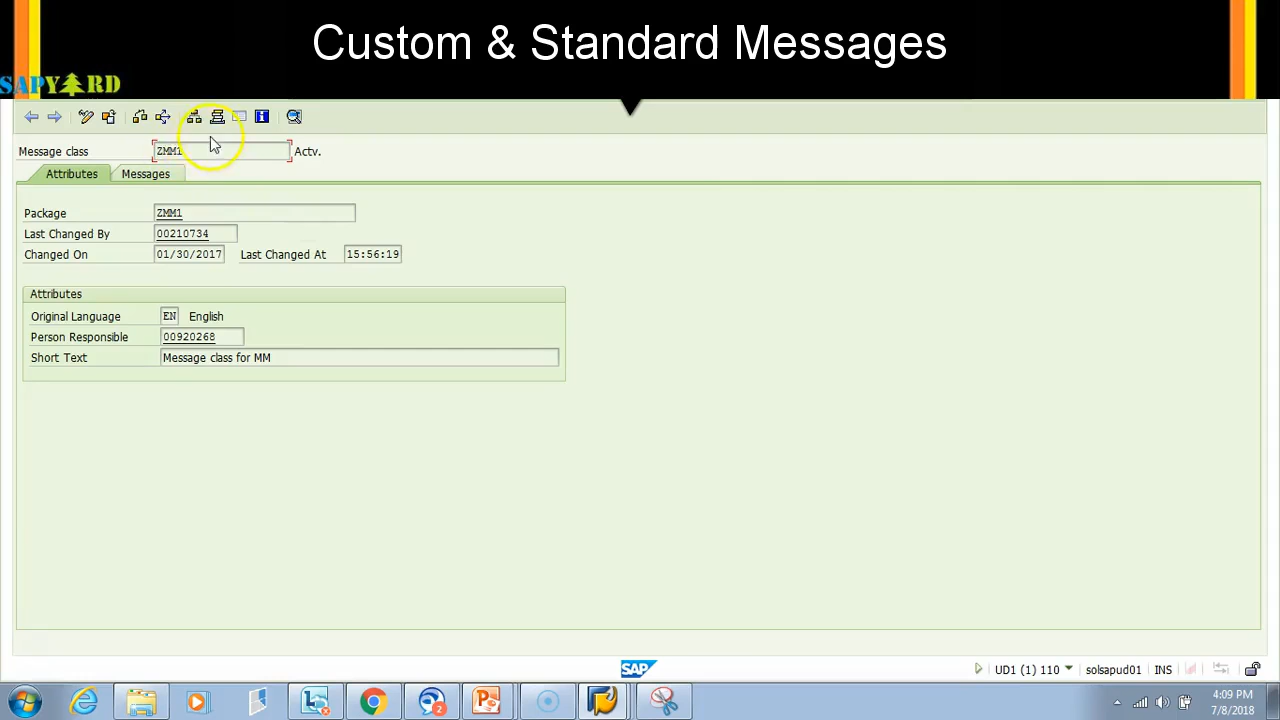 Custom & Standard Messages
SAPYARD
Message class ZMM1 Actv.
Attributes Messages
Package ZMM1
Last Changed By 00210734
Changed On 01/30/2017 Last Changed At 15:56:19
Attributes
Original Language EN English
Person Responsible 00920268
Short Text Message class for MM
SAP
UD1 (1) 110 solsapud01 INS
2
4:09 PM
7/8/2018